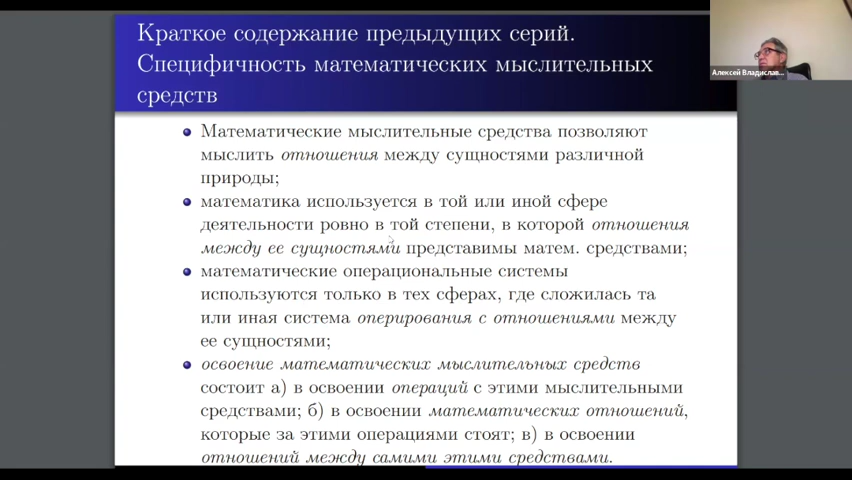 Краткое содержание предыдущих серий.
Специфичность математических мыслительных
средств
Алексей Владислав...
Математические мыслительные средства позволяют
мыслить отношения между сущностями различной
природы;
математика используется в той или иной сфере
деятельности ровно в той степени, в которой отношения
между ее сущностями представимы матем. средствами;
математические операциональные системы
используются только в тех сферах, где сложилась та
или иная система оперирования с отношениями между
ее сущностями;
освоение математических мыслительных средств
состоит а) в освоении операций с этими мыслительными
средствами; б) в освоении математических отношений,
которые за этими операциями стоят; в) в освоении
отношений между самими этими средствами.